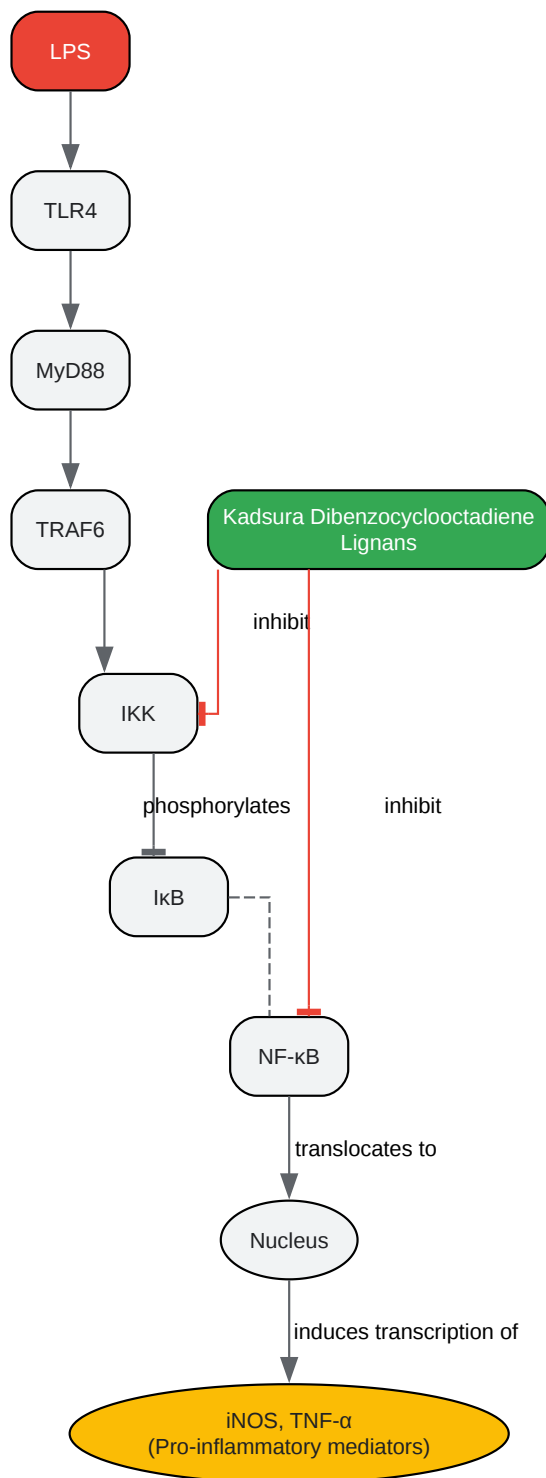 LPS
TLR4
MyD88
TRAF6
Kadsura Dibenzocyclooctadiene
Lignans
inhibit
IKK
phosphorylates
inhibit
IκB
NF-κB
translocates to
Nucleus
induces transcription of
iNOS, TNF-α
(Pro-inflammatory mediators)